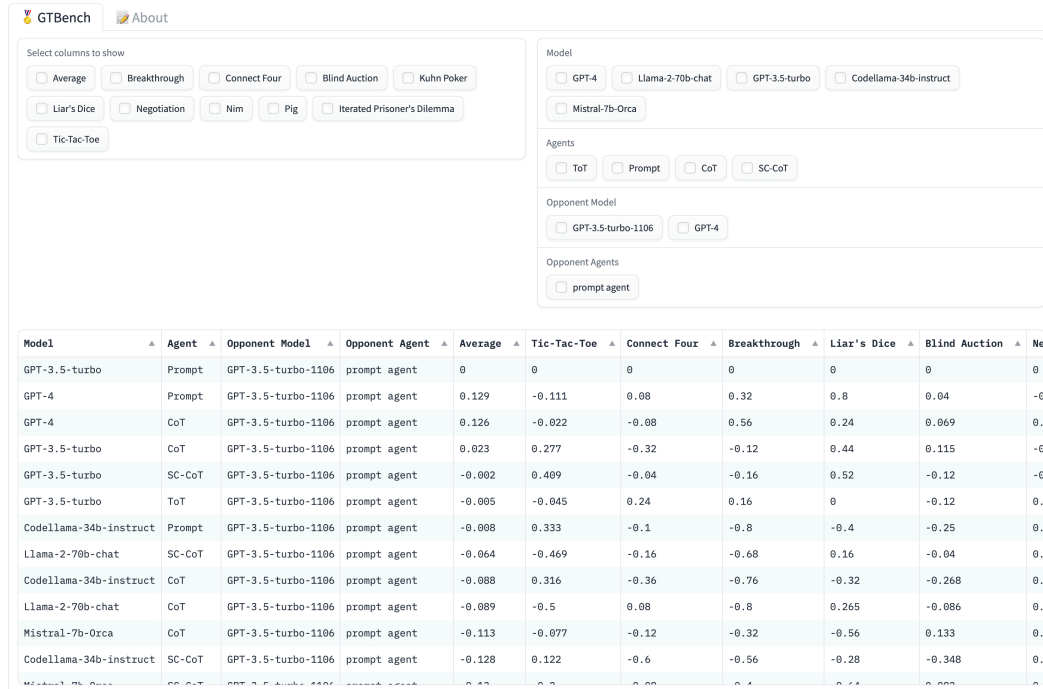 🏅 GTBench 📝 About
Select columns to show
Average Breakthrough Connect Four Blind Auction Kuhn Poker
Liar's Dice Negotiation Nim Pig Iterated Prisoner's Dilemma
Tic-Tac-Toe
Model
GPT-4 Llama-2-70b-chat GPT-3.5-turbo Codellama-34b-instruct
Mistral-7b-Orca
Agents
ToT Prompt CoT SC-CoT
Opponent Model
GPT-3.5-turbo-1106 GPT-4
Opponent Agents
prompt agent
Model Agent Opponent Model Opponent Agent Average Tic-Tac-Toe Connect Four Breakthrough Liar's Dice Blind Auction Ne
GPT-3.5-turbo Prompt GPT-3.5-turbo-1106 prompt agent 0 0 0 0 0 0 0
GPT-4 Prompt GPT-3.5-turbo-1106 prompt agent 0.129 -0.111 0.08 0.32 0.8 0.04 -0
GPT-4 CoT GPT-3.5-turbo-1106 prompt agent 0.126 -0.022 -0.08 0.56 0.24 0.069 0.
GPT-3.5-turbo CoT GPT-3.5-turbo-1106 prompt agent 0.023 0.277 -0.32 -0.12 0.44 0.115 -0
GPT-3.5-turbo SC-CoT GPT-3.5-turbo-1106 prompt agent -0.002 0.409 -0.04 -0.16 0.52 -0.12 -0
GPT-3.5-turbo ToT GPT-3.5-turbo-1106 prompt agent -0.005 -0.045 0.24 0.16 0 -0.12 0.
Codellama-34b-instruct Prompt GPT-3.5-turbo-1106 prompt agent -0.008 0.333 -0.1 -0.8 -0.4 -0.25 0.
Llama-2-70b-chat SC-CoT GPT-3.5-turbo-1106 prompt agent -0.064 -0.469 -0.16 -0.68 0.16 -0.04 0.
Codellama-34b-instruct CoT GPT-3.5-turbo-1106 prompt agent -0.088 0.316 -0.36 -0.76 -0.32 -0.268 0.
Llama-2-70b-chat CoT GPT-3.5-turbo-1106 prompt agent -0.089 -0.5 0.08 -0.8 0.265 -0.086 0.
Mistral-7b-Orca CoT GPT-3.5-turbo-1106 prompt agent -0.113 -0.077 -0.12 -0.32 -0.56 0.133 0.
Codellama-34b-instruct SC-CoT GPT-3.5-turbo-1106 prompt agent -0.128 0.122 -0.6 -0.56 -0.28 -0.348 0.